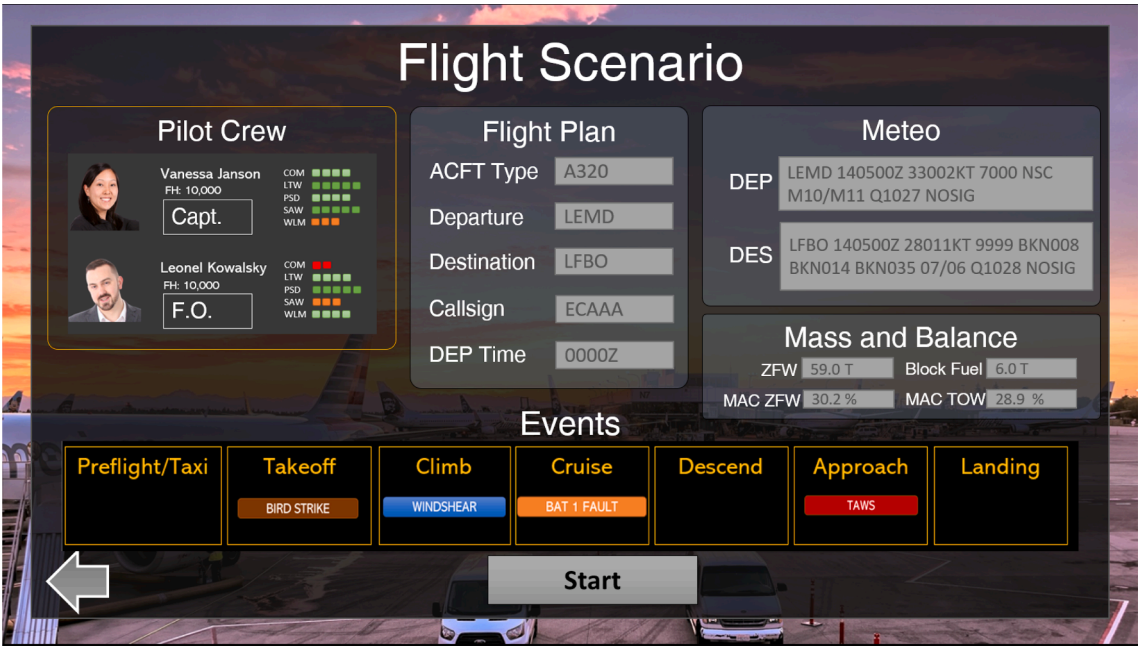 Flight Scenario
Pilot Crew
Vanessa Janson
FH: 10,000
Capt.
COM
LTW
PSD
SAW
WLM
Leonel Kowalsky
FH: 10,000
F.O.
COM
LTW
PSD
SAW
WLM
Flight Plan
ACFT Type A320
Departure LEMD
Destination LFBO
Callsign ECAAA
DEP Time 0000Z
Meteo
DEP
LEMD 140500Z 33002KT 7000 NSC
M10/M11 Q1027 NOSIG
DES
LFBO 140500Z 28011KT 9999 BKN008
BKN014 BKN035 07/06 Q1028 NOSIG
Mass and Balance
ZFW 59.0 T Block Fuel 6.0 T
MAC ZFW 30.2 % MAC TOW 28.9 %
Events
Preflight/Taxi
Takeoff
BIRD STRIKE
Climb
WINDSHEAR
Cruise
BAT 1 FAULT
Descend
Approach
TAWS
Landing
Start